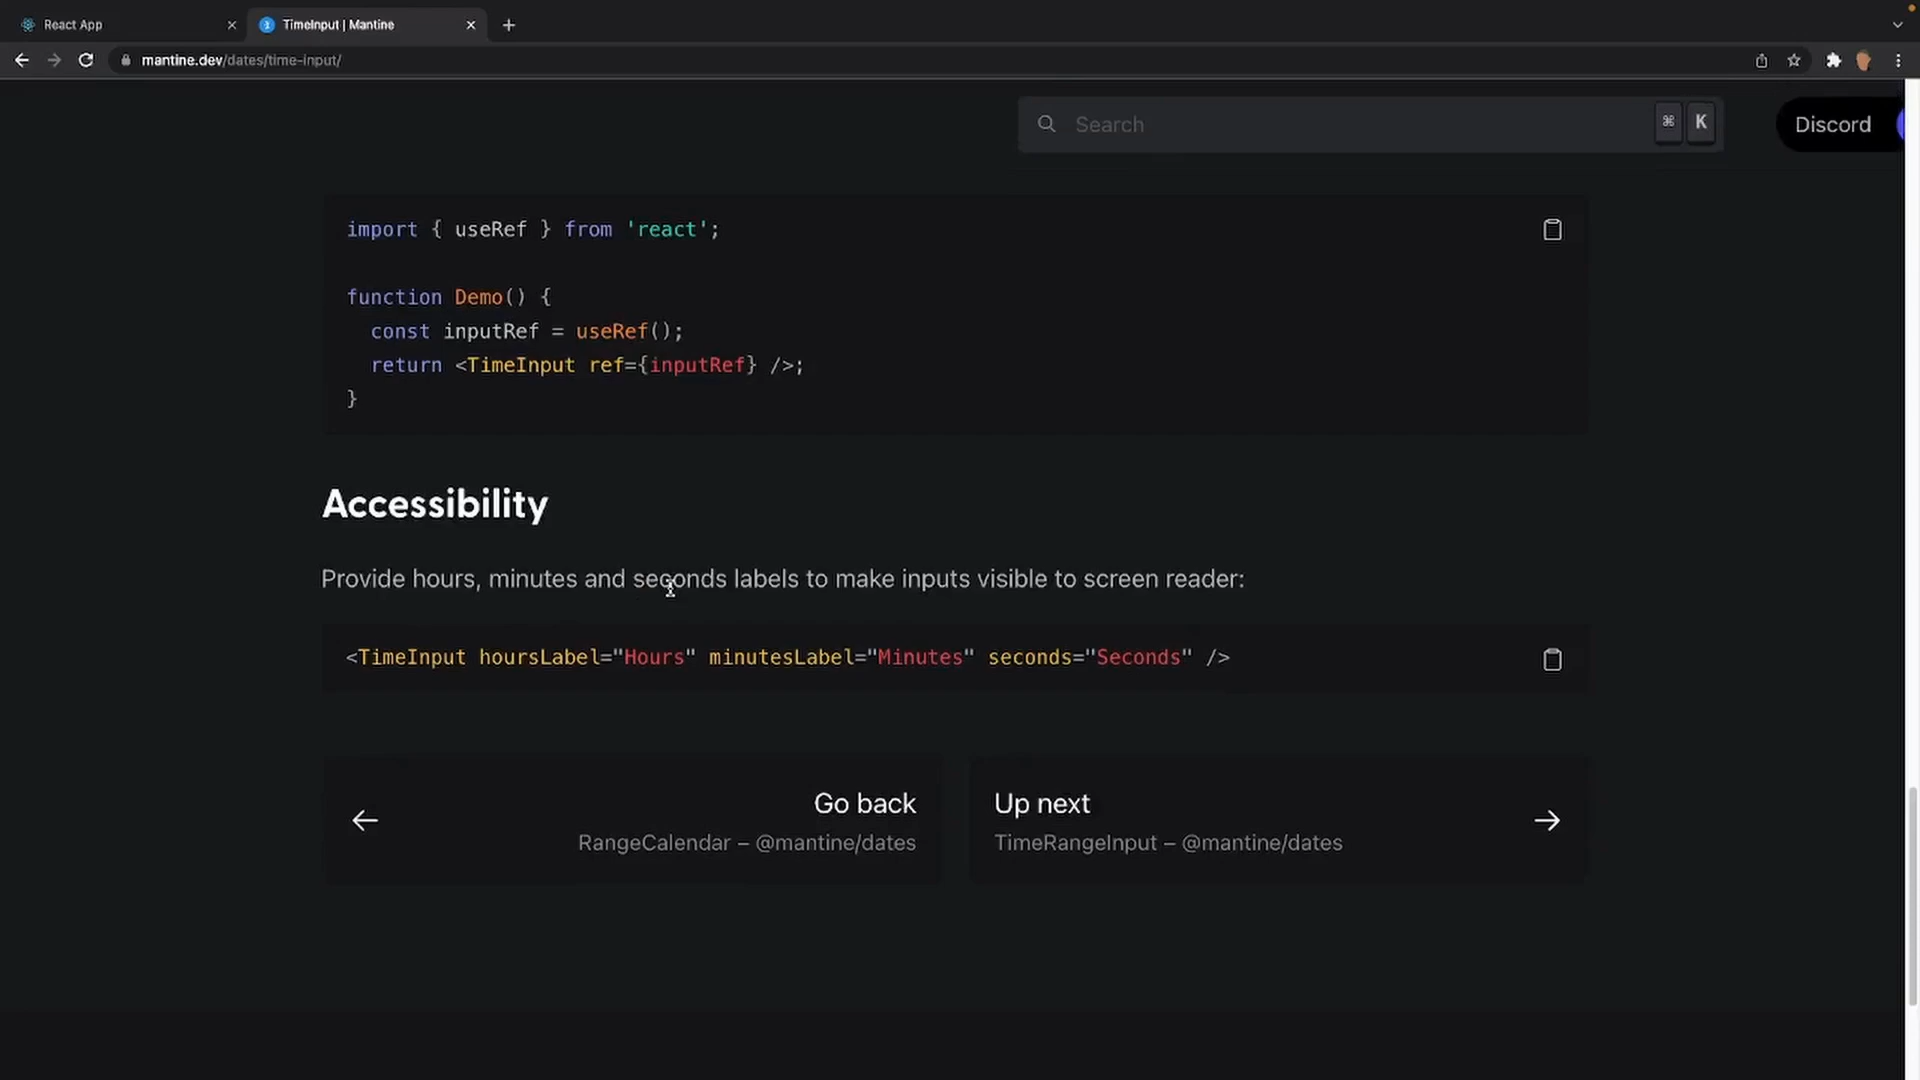 React App
TimeInput | Mantine
mantine.dev/dates/time-input/
Search
⌘ K
Discord
import { useRef } from 'react';
function Demo() {
const inputRef = useRef();
return <TimeInput ref={inputRef} />;
}
Accessibility
Provide hours, minutes and seconds labels to make inputs visible to screen reader:
<TimeInput hoursLabel="Hours" minutesLabel="Minutes" seconds="Seconds" />
Go back
RangeCalendar – @mantine/dates
Up next
TimeRangeInput – @mantine/dates